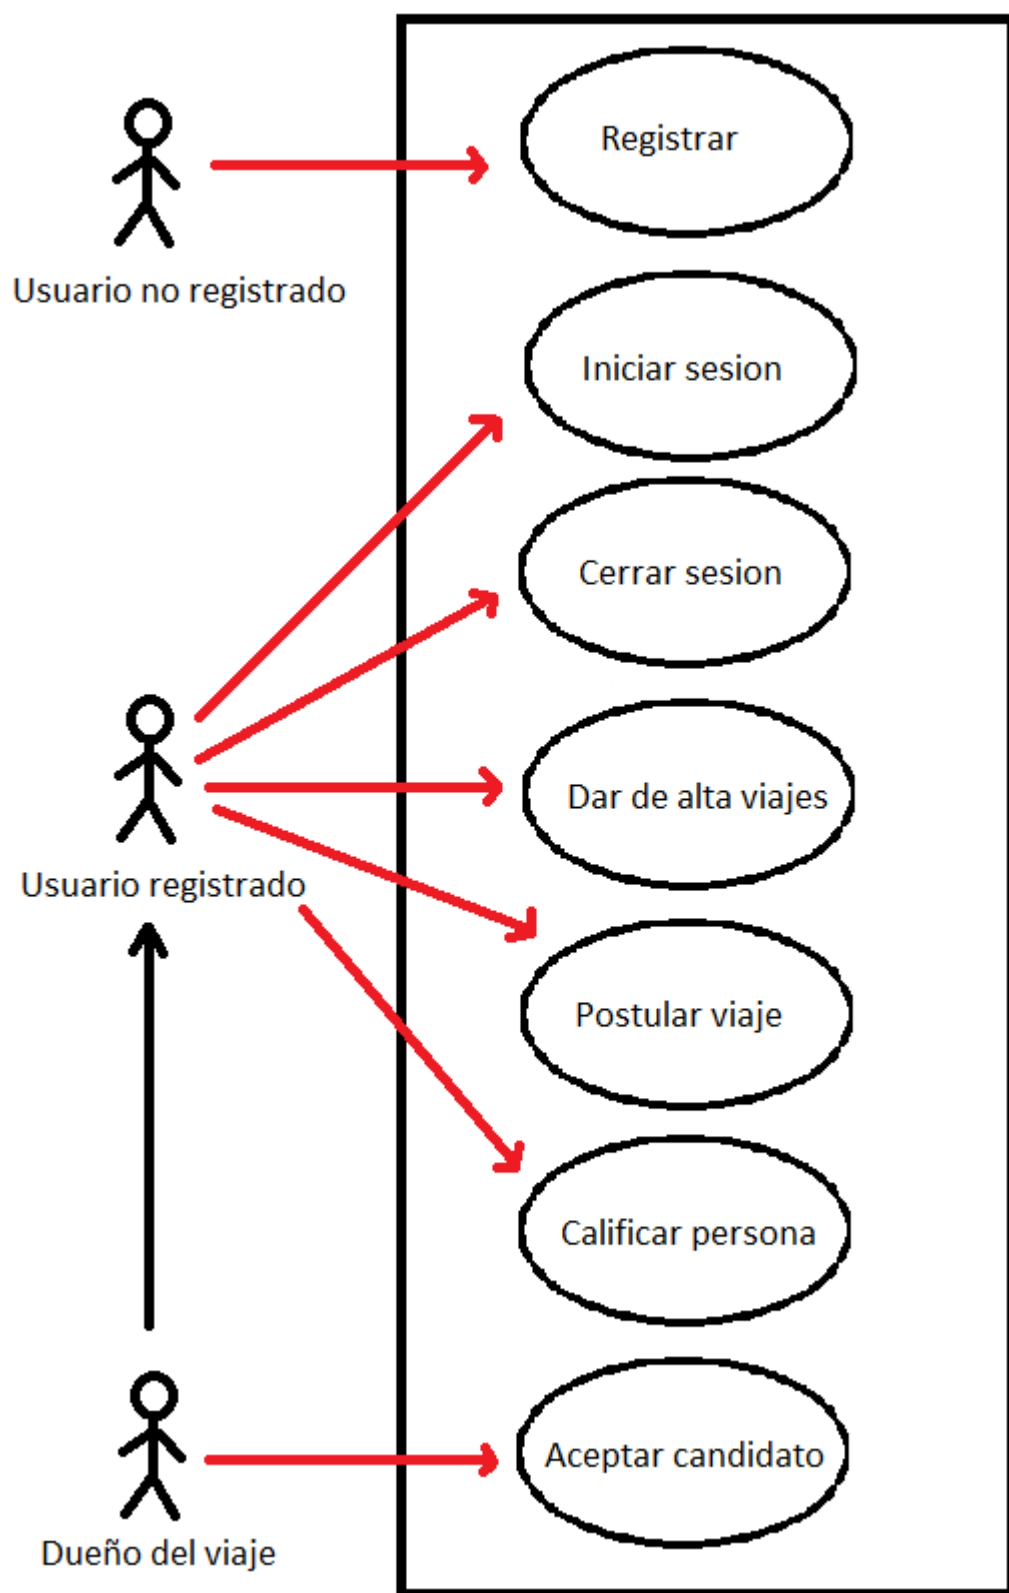 Registrar
Usuario no registrado
Iniciar sesion
Cerrar sesion
Dar de alta viajes
Usuario registrado
Postular viaje
Calificar persona
Aceptar candidato
Dueño del viaje